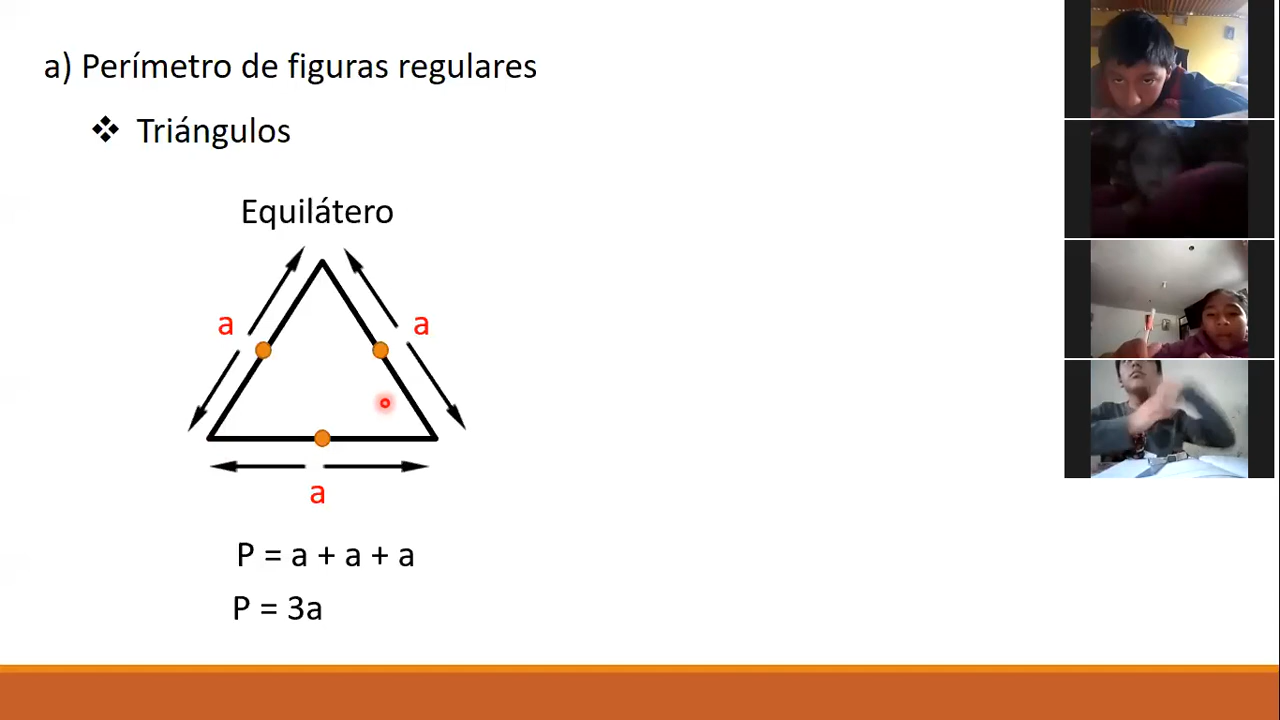 a) Perímetro de figuras regulares
❖ Triángulos
Equilátero
a
a
a
P = a + a + a
P = 3a